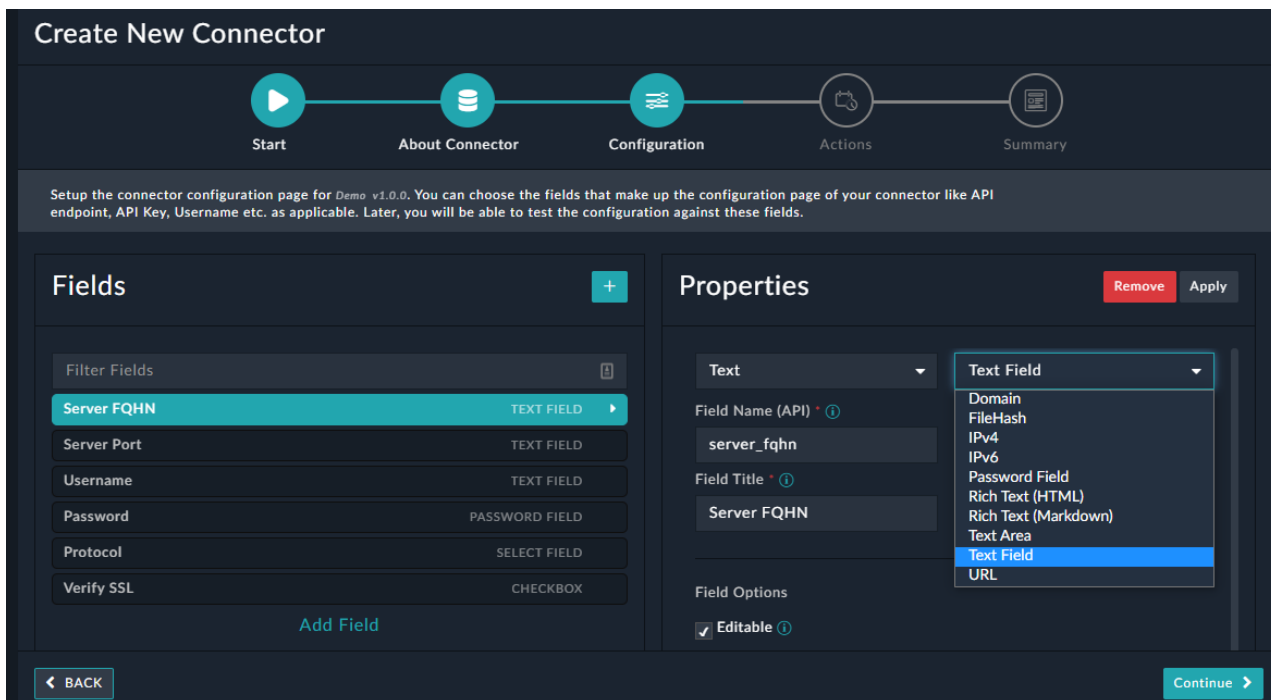 Create New Connector
Start
About Connector
Configuration
Actions
Summary
Setup the connector configuration page for Demo v1.0.0. You can choose the fields that make up the configuration page of your connector like API
endpoint, API Key, Username etc. as applicable. Later, you will be able to test the configuration against these fields.
Fields
+
Filter Fields
Server FQHN TEXT FIELD
Server Port TEXT FIELD
Username TEXT FIELD
Password PASSWORD FIELD
Protocol SELECT FIELD
Verify SSL CHECKBOX
Add Field
Properties
Remove
Apply
Text
Text Field
Domain
FileHash
IPv4
IPv6
Password Field
Rich Text (HTML)
Rich Text (Markdown)
Text Area
Text Field
URL
Field Name (API) *
server_fqhn
Field Title *
Server FQHN
Field Options
Editable
BACK
Continue